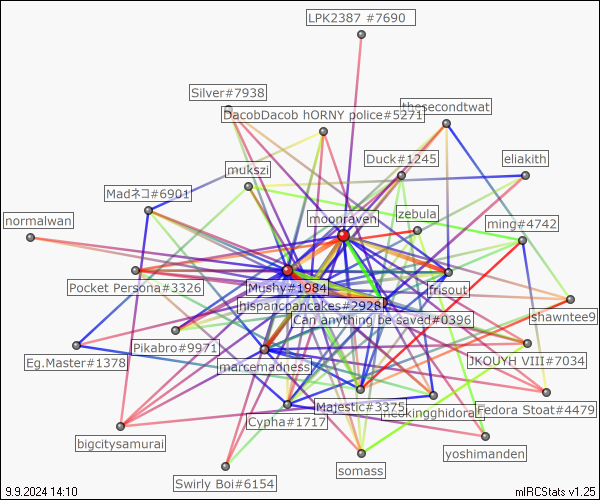 LPK2387 #7690
Silver#7938
thesecondtwat
DacobDacob hORNY police#5271
Duck#1245
eliakith
mukszi
Madネコ#6901
normalwan
moonraven
zebula
ming#4742
Pocket Persona#3326
Mushy#1984
frisout
hispancpancakes#2928
shawntee9
Can anything be saved#0396
Pikabro#9971
JKOUYH VIII#7034
Eg.Master#1378
marcemadness
Majestic#3375
Fedora Stoat#4479
Cypha#1717
bigcitysamurai
yoshimanden
somass
Swirly Boi#6154
9.9.2024 14:10
mIRCStats v1.25